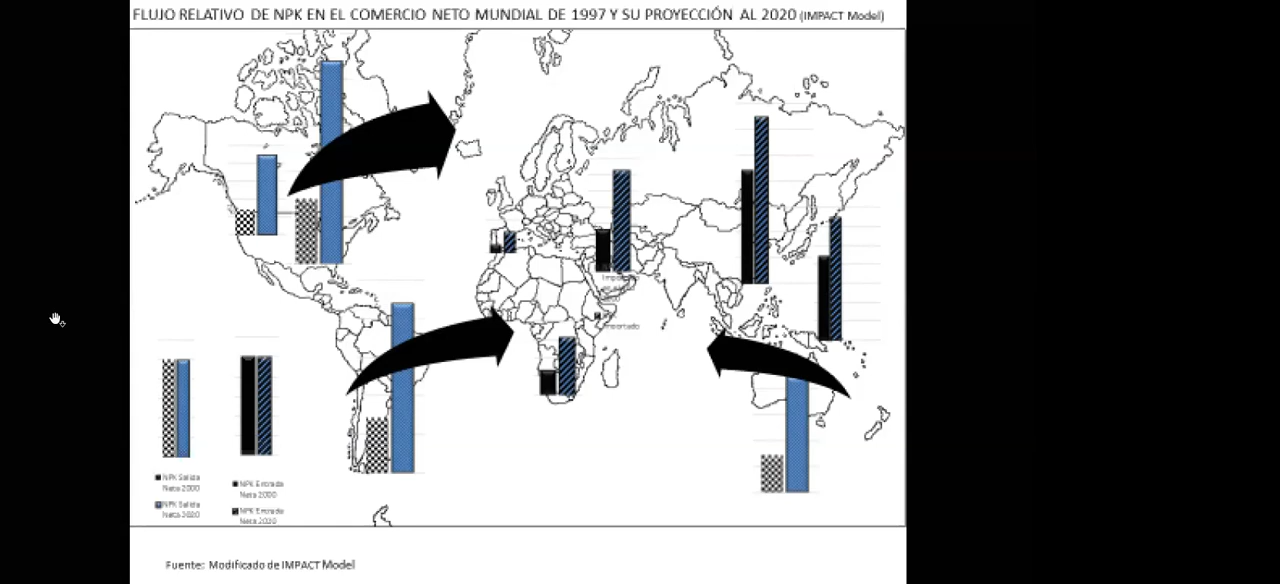 FLUJO RELATIVO DE NPK EN EL COMERCIO NETO MUNDIAL DE 1997 Y SU PROYECCIÓN AL 2020 (IMPACT Model)
NPK Salida
Neta 2000
NPK Salida
Neta 2020
NPK Entrada
Neta 2000
NPK Entrada
Neta 2020
Importado
Fuente: Modificado de IMPACT Model